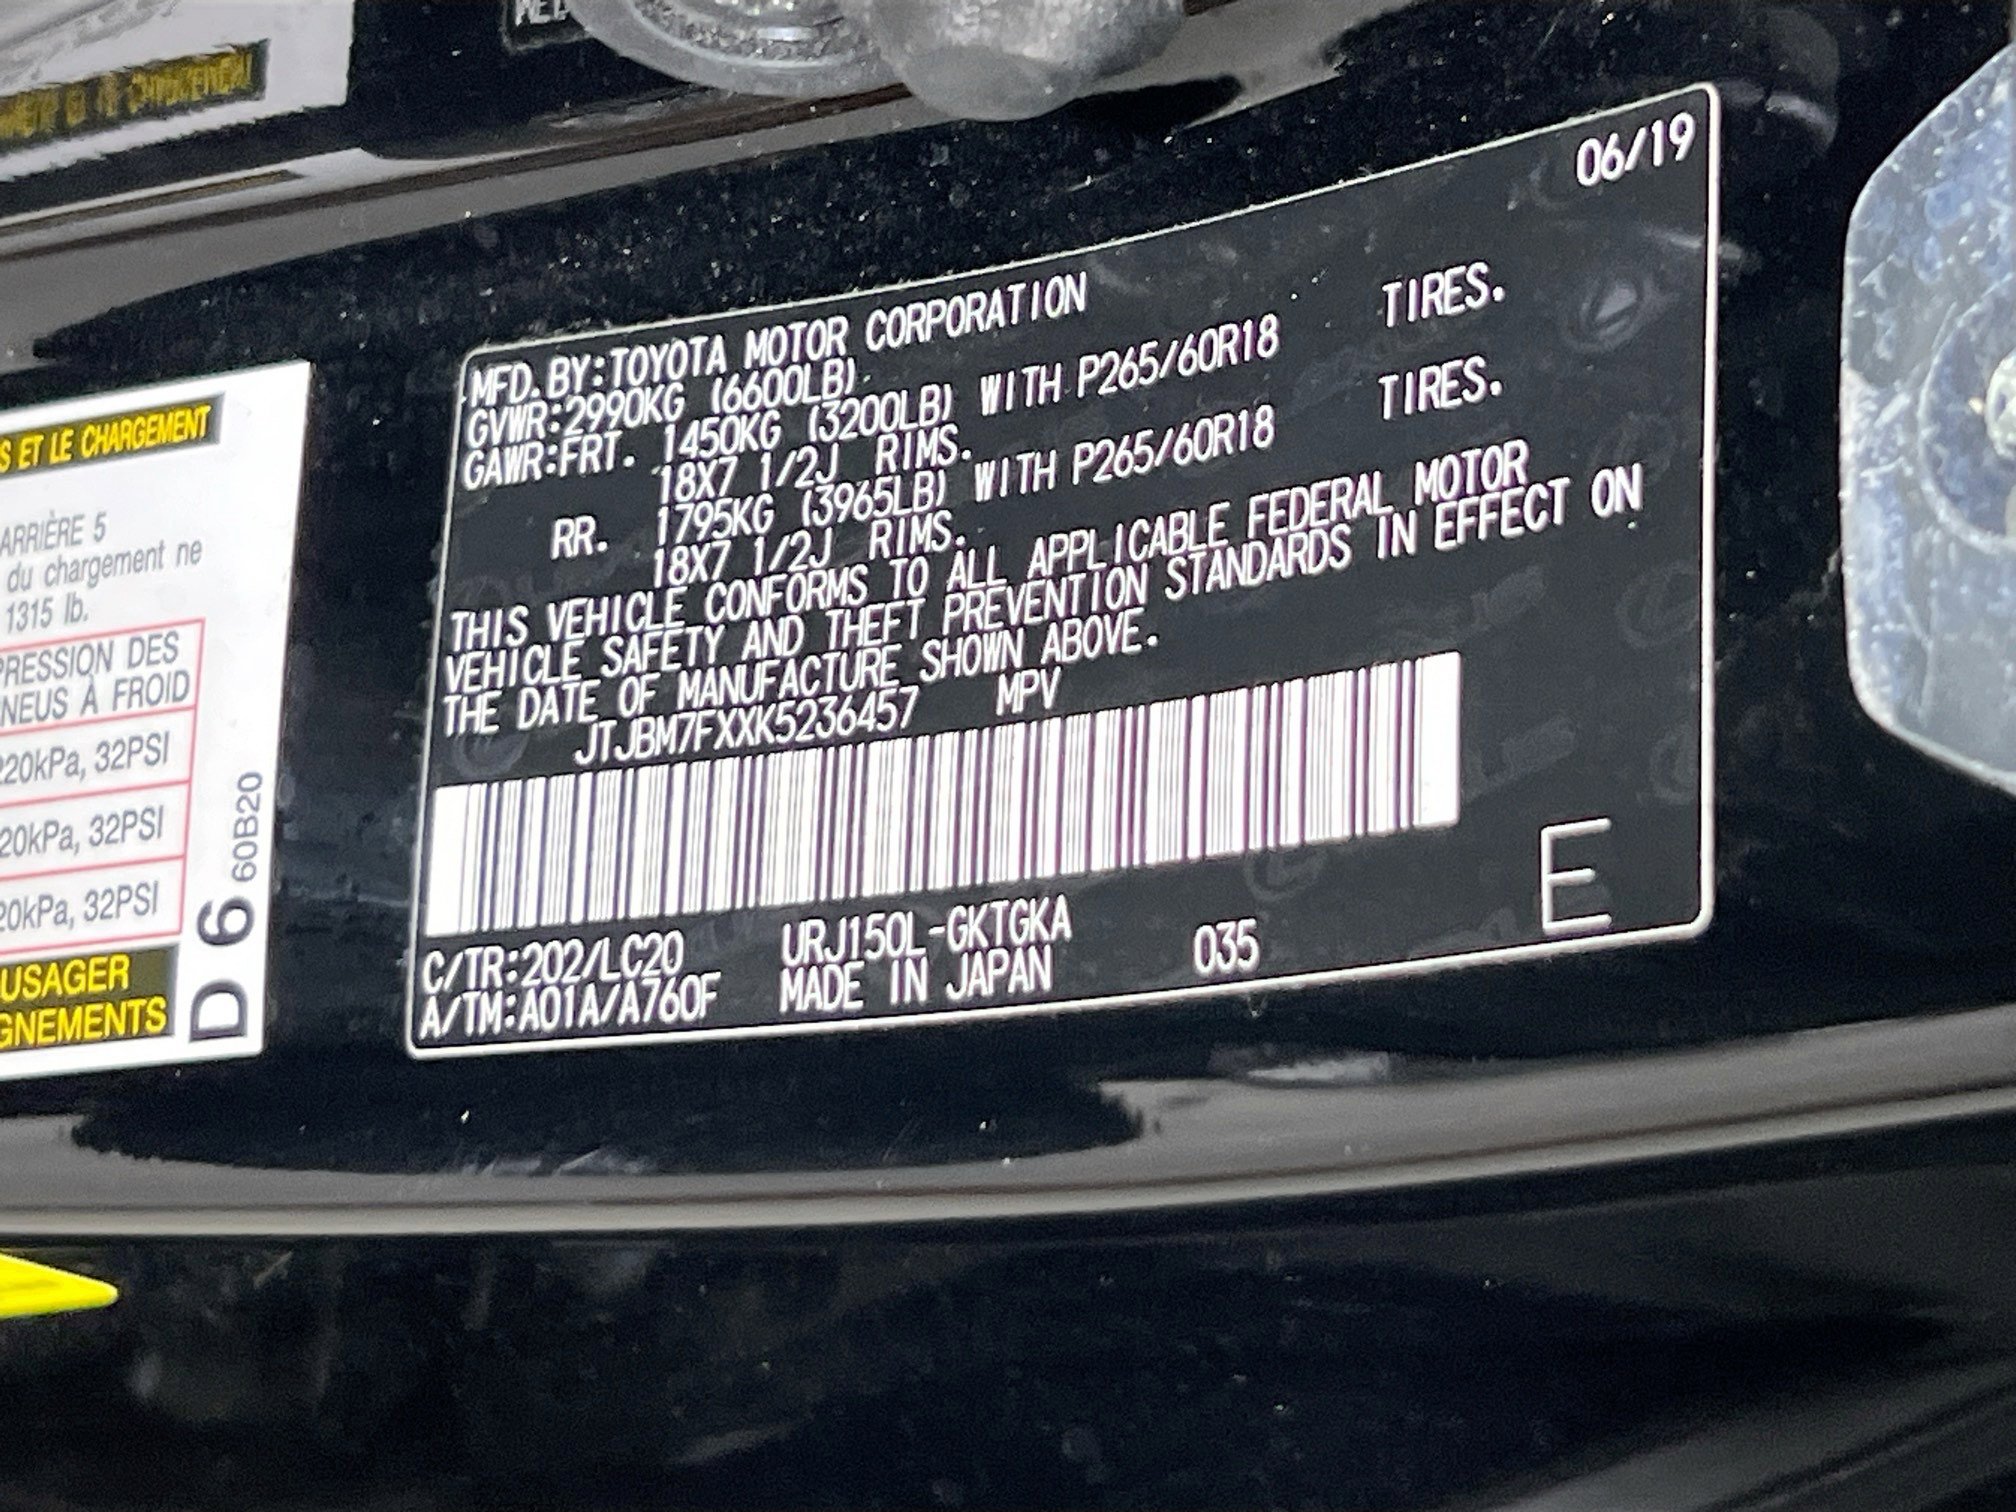 S ET LE CHARGEMENT
ARRIÈRE 5
du chargement ne
1315 lb.
PRESSION DES
NEUS À FROID
220kPa, 32PSI
20kPa, 32PSI
20kPa, 32PSI
USAGER
GNEMENTS
D6 60B20
06/19
MFD.BY:TOYOTA MOTOR CORPORATION
GVWR:2990KG (6600LB)
GAWR:FRT. 1450KG (3200LB) WITH P265/60R18 TIRES.
18X7 1/2J RIMS.
RR. 1795KG (3965LB) WITH P265/60R18 TIRES.
18X7 1/2J RIMS.
THIS VEHICLE CONFORMS TO ALL APPLICABLE FEDERAL MOTOR
VEHICLE SAFETY AND THEFT PREVENTION STANDARDS IN EFFECT ON
THE DATE OF MANUFACTURE SHOWN ABOVE.
JTJBM7FXXK5236457 MPV
C/TR:202/LC20 URJ150L-GKTGKA 035 E
A/TM:A01A/A760F MADE IN JAPAN